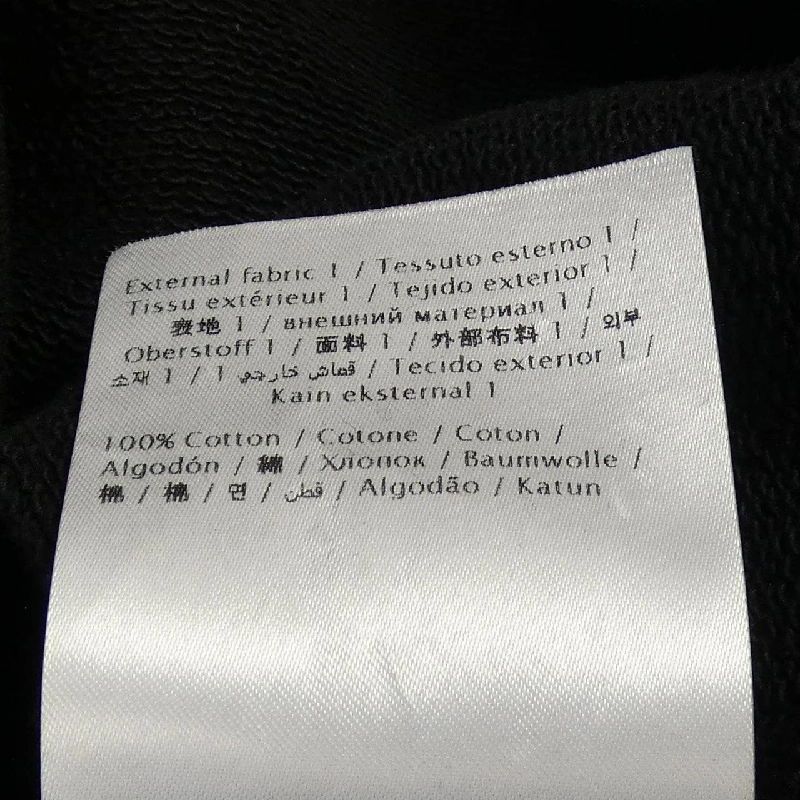 External fabric 1 / Tessuto esterno 1 /
Tissu extérieur 1 / Tejido exterior 1 /
表地 1 / внешний материал 1 /
Oberstoff 1 / 面料 1 / 外部布料 1 / 외부
소재 1 / قماش خارجي 1 / Tecido exterior 1 /
Kain eksternal 1
100% Cotton / Cotone / Coton /
Algodón / 綿 / Хлопок / Baumwolle /
棉 / 棉 / 면 / قطن / Algodão / Katun